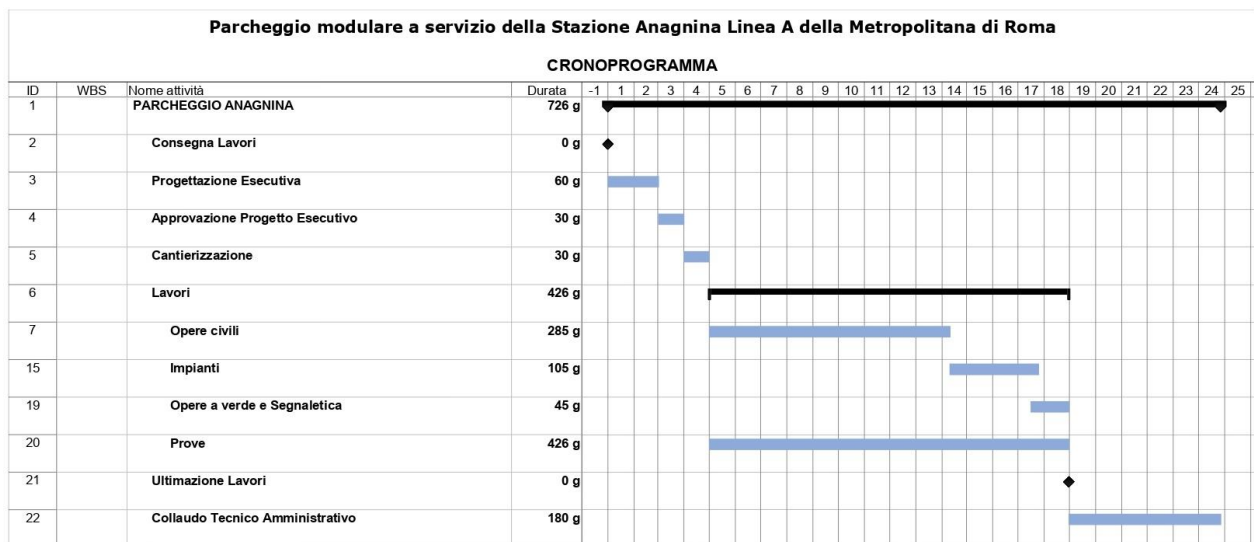 Parcheggio modulare a servizio della Stazione Anagnina Linea A della Metropolitana di Roma
CRONOPROGRAMMA
ID WBS Nome attività Durata -1 1 2 3 4 5 6 7 8 9 10 11 12 13 14 15 16 17 18 19 20 21 22 23 24 25
1 PARCHEGGIO ANAGNINA 726 g
2 Consegna Lavori 0 g
3 Progettazione Esecutiva 60 g
4 Approvazione Progetto Esecutivo 30 g
5 Cantierizzazione 30 g
6 Lavori 426 g
7 Opere civili 285 g
15 Impianti 105 g
19 Opere a verde e Segnaletica 45 g
20 Prove 426 g
21 Ultimazione Lavori 0 g
22 Collaudo Tecnico Amministrativo 180 g